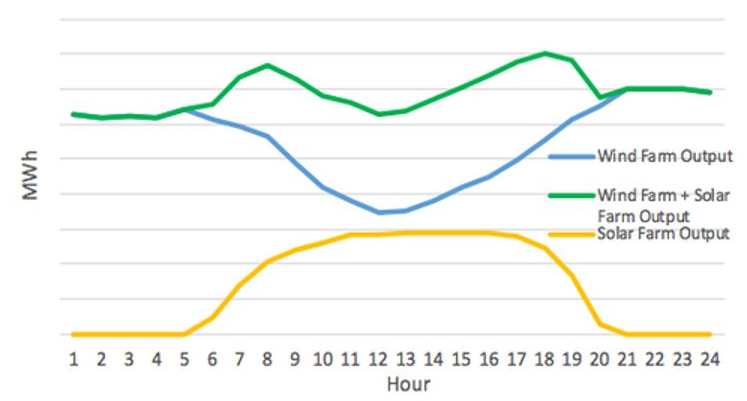 MWh
Wind Farm Output
Wind Farm + Solar
Farm Output
Solar Farm Output
1 2 3 4 5 6 7 8 9 10 11 12 13 14 15 16 17 18 19 20 21 22 23 24
Hour